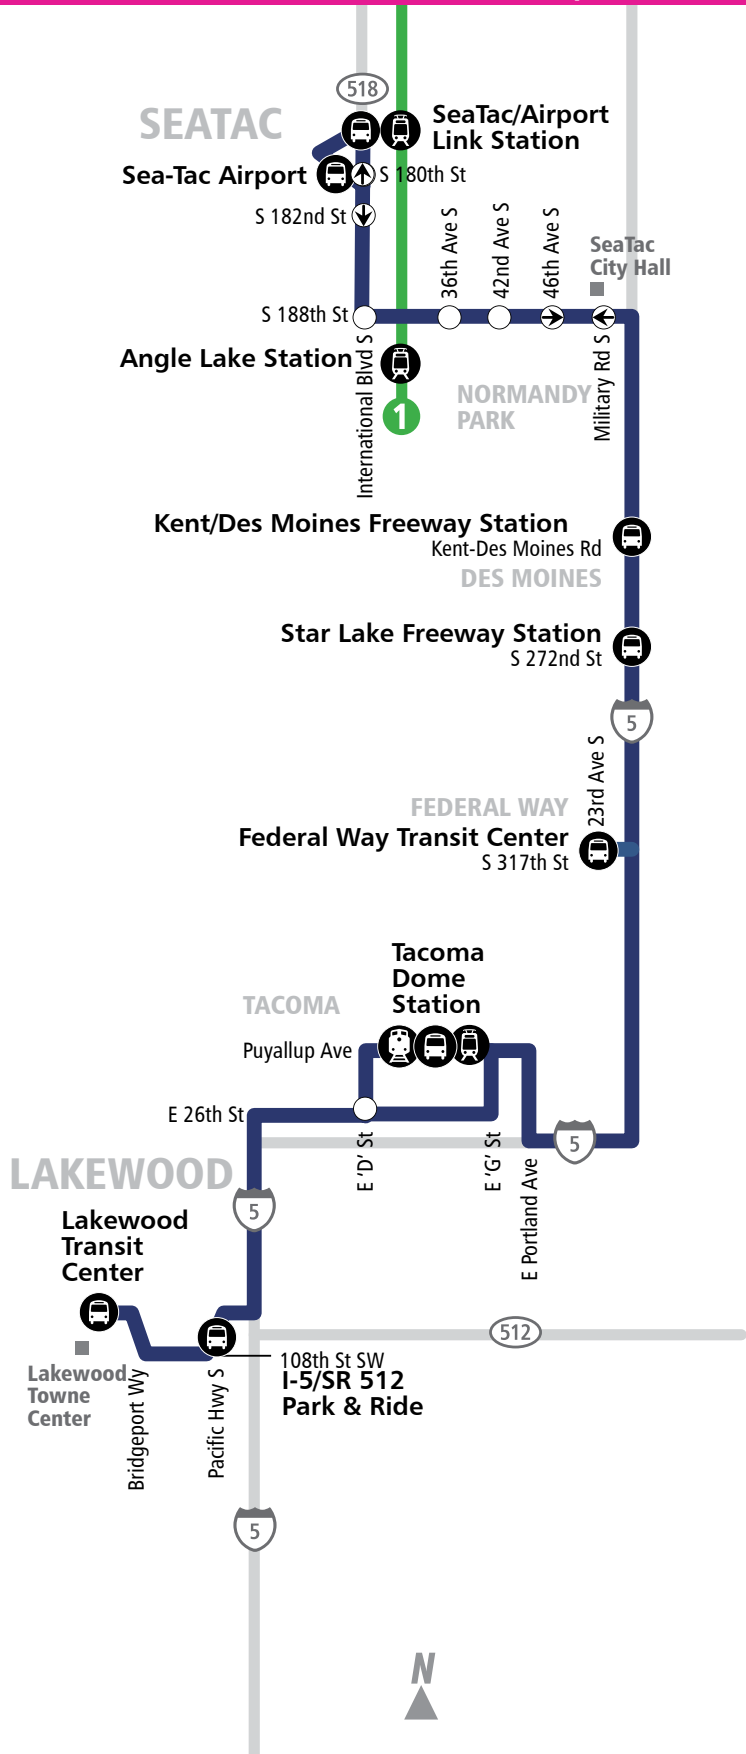 518
SEATAC
SeaTac/Airport
Link Station
Sea-Tac Airport
S 180th St
S 182nd St
36th Ave S
42nd Ave S
46th Ave S
SeaTac
City Hall
S 188th St
Angle Lake Station
International Blvd S
Military Rd S
NORMANDY
PARK
1
Kent/Des Moines Freeway Station
Kent-Des Moines Rd
DES MOINES
Star Lake Freeway Station
S 272nd St
5
23rd Ave S
FEDERAL WAY
Federal Way Transit Center
S 317th St
Tacoma
Dome
Station
TACOMA
Puyallup Ave
E 26th St
E ‘D’ St
E ‘G’ St
E Portland Ave
5
LAKEWOOD
5
Lakewood
Transit
Center
512
Lakewood
Towne
Center
Bridgeport Wy
Pacific Hwy S
108th St SW
I-5/SR 512
Park & Ride
5
N